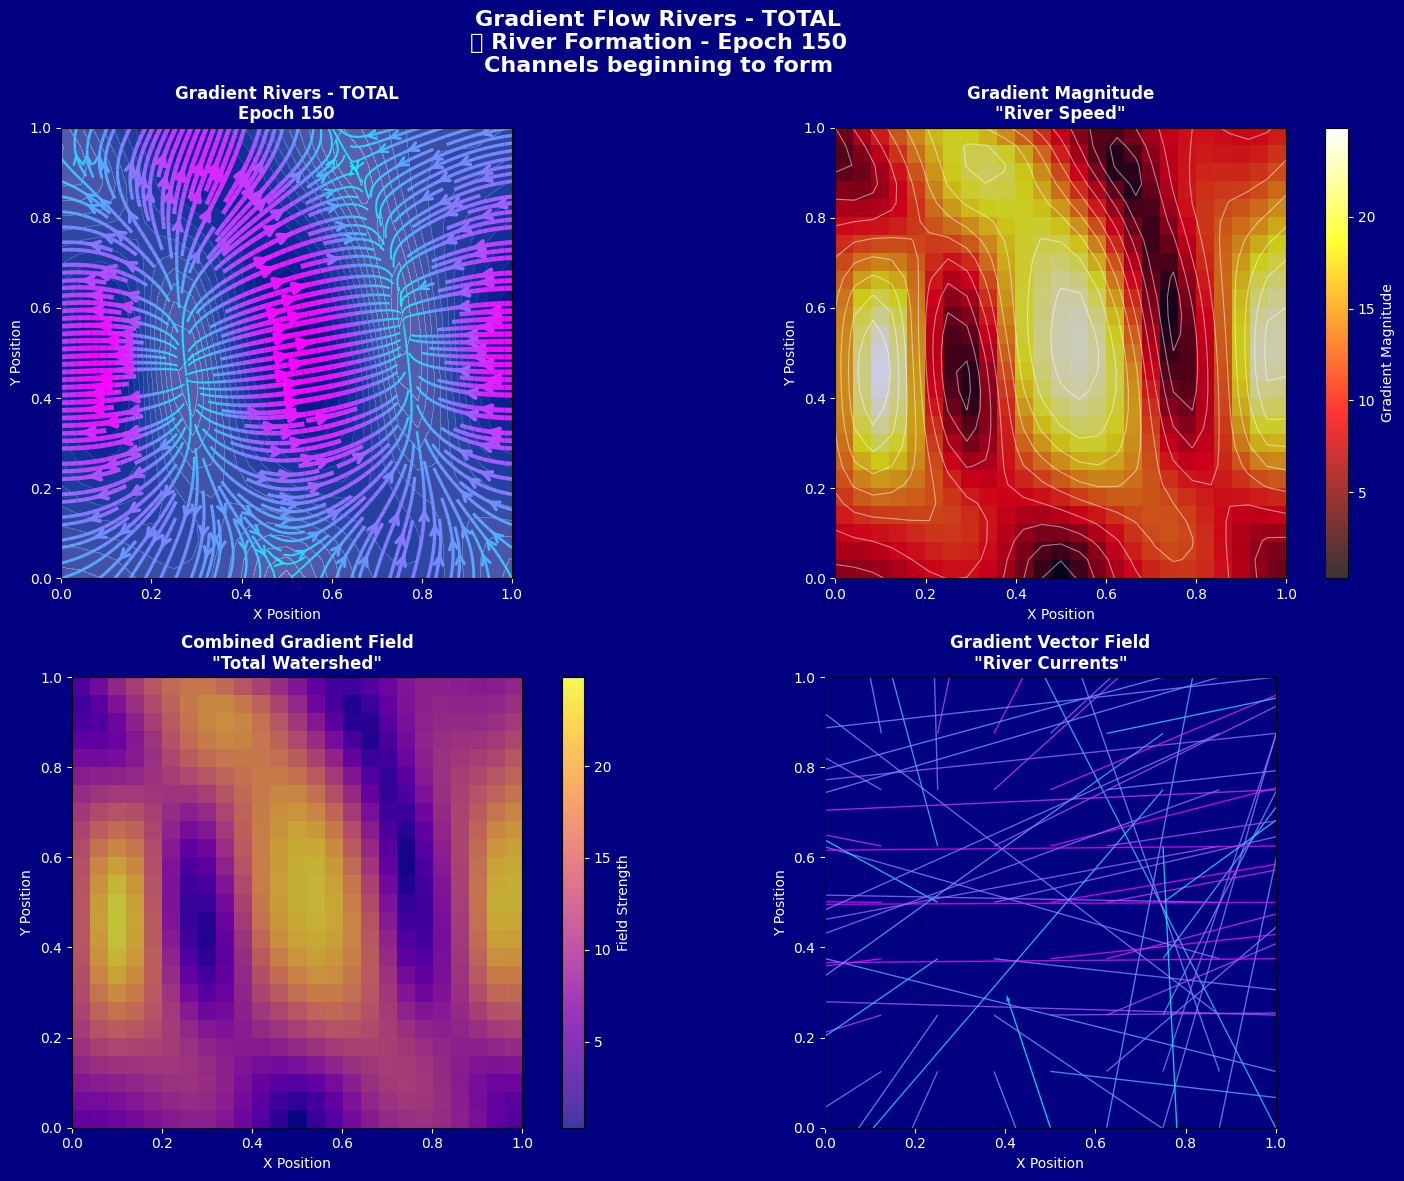 Gradient Flow Rivers - TOTAL
▯ River Formation - Epoch 150
Channels beginning to form
Gradient Rivers - TOTAL
Epoch 150
1.0
0.8
0.6
0.4
0.2
0.0
Y Position
0.0 0.2 0.4 0.6 0.8 1.0
X Position
Gradient Magnitude
"River Speed"
1.0
0.8
0.6
0.4
0.2
0.0
Y Position
0.0 0.2 0.4 0.6 0.8 1.0
X Position
20
15
10
5
Gradient Magnitude
Combined Gradient Field
"Total Watershed"
1.0
0.8
0.6
0.4
0.2
0.0
Y Position
0.0 0.2 0.4 0.6 0.8 1.0
X Position
20
15
10
5
Field Strength
Gradient Vector Field
"River Currents"
1.0
0.8
0.6
0.4
0.2
0.0
Y Position
0.0 0.2 0.4 0.6 0.8 1.0
X Position